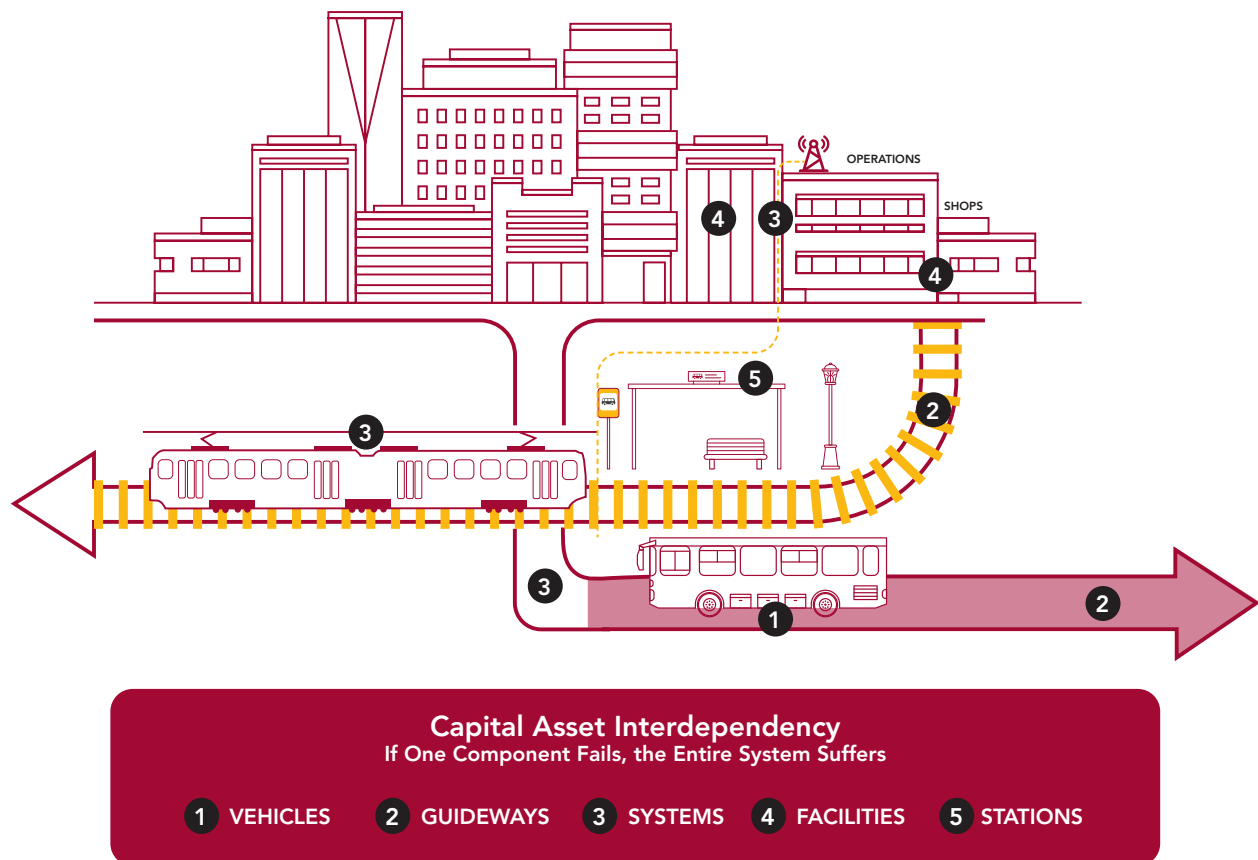 OPERATIONS
SHOPS
4
3
4
5
2
3
3
1
2
Capital Asset Interdependency
If One Component Fails, the Entire System Suffers
1 VEHICLES 2 GUIDEWAYS 3 SYSTEMS 4 FACILITIES 5 STATIONS